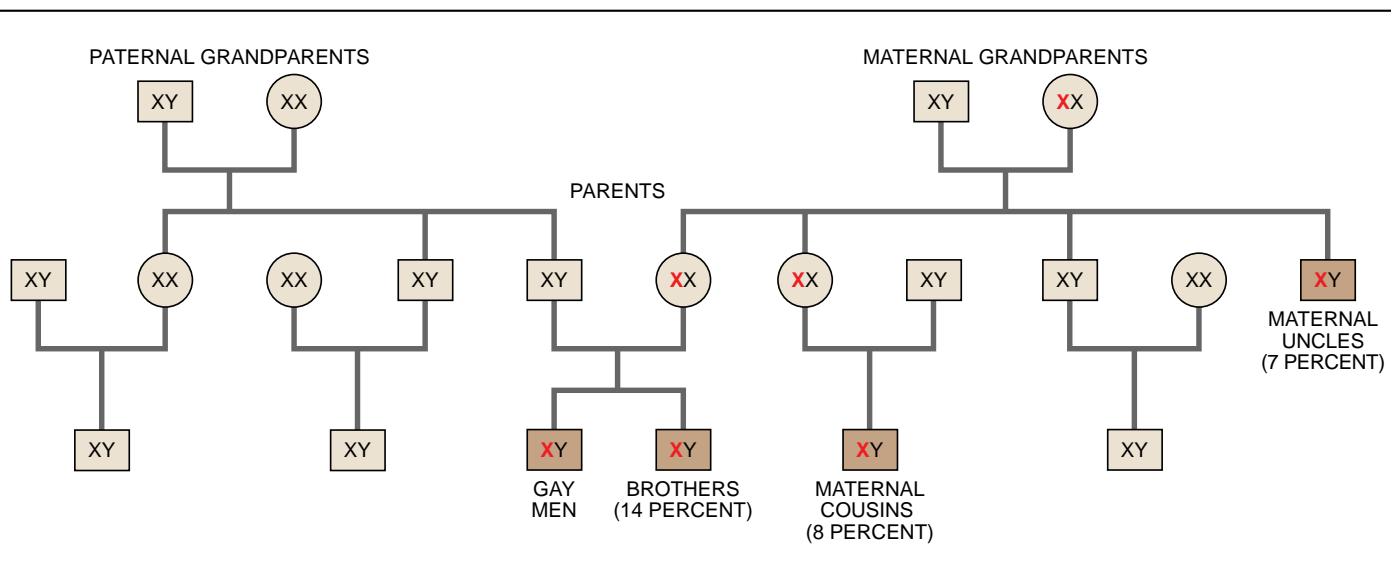 PATERNAL GRANDPARENTS
MATERNAL GRANDPARENTS
XY
XX
XY
XX
PARENTS
XY
XX
XX
XY
XY
XX
XX
XY
XY
XX
XY
MATERNAL
UNCLES
(7 PERCENT)
XY
XY
XY
XY
XY
XY
GAY
MEN
BROTHERS
(14 PERCENT)
MATERNAL
COUSINS
(8 PERCENT)